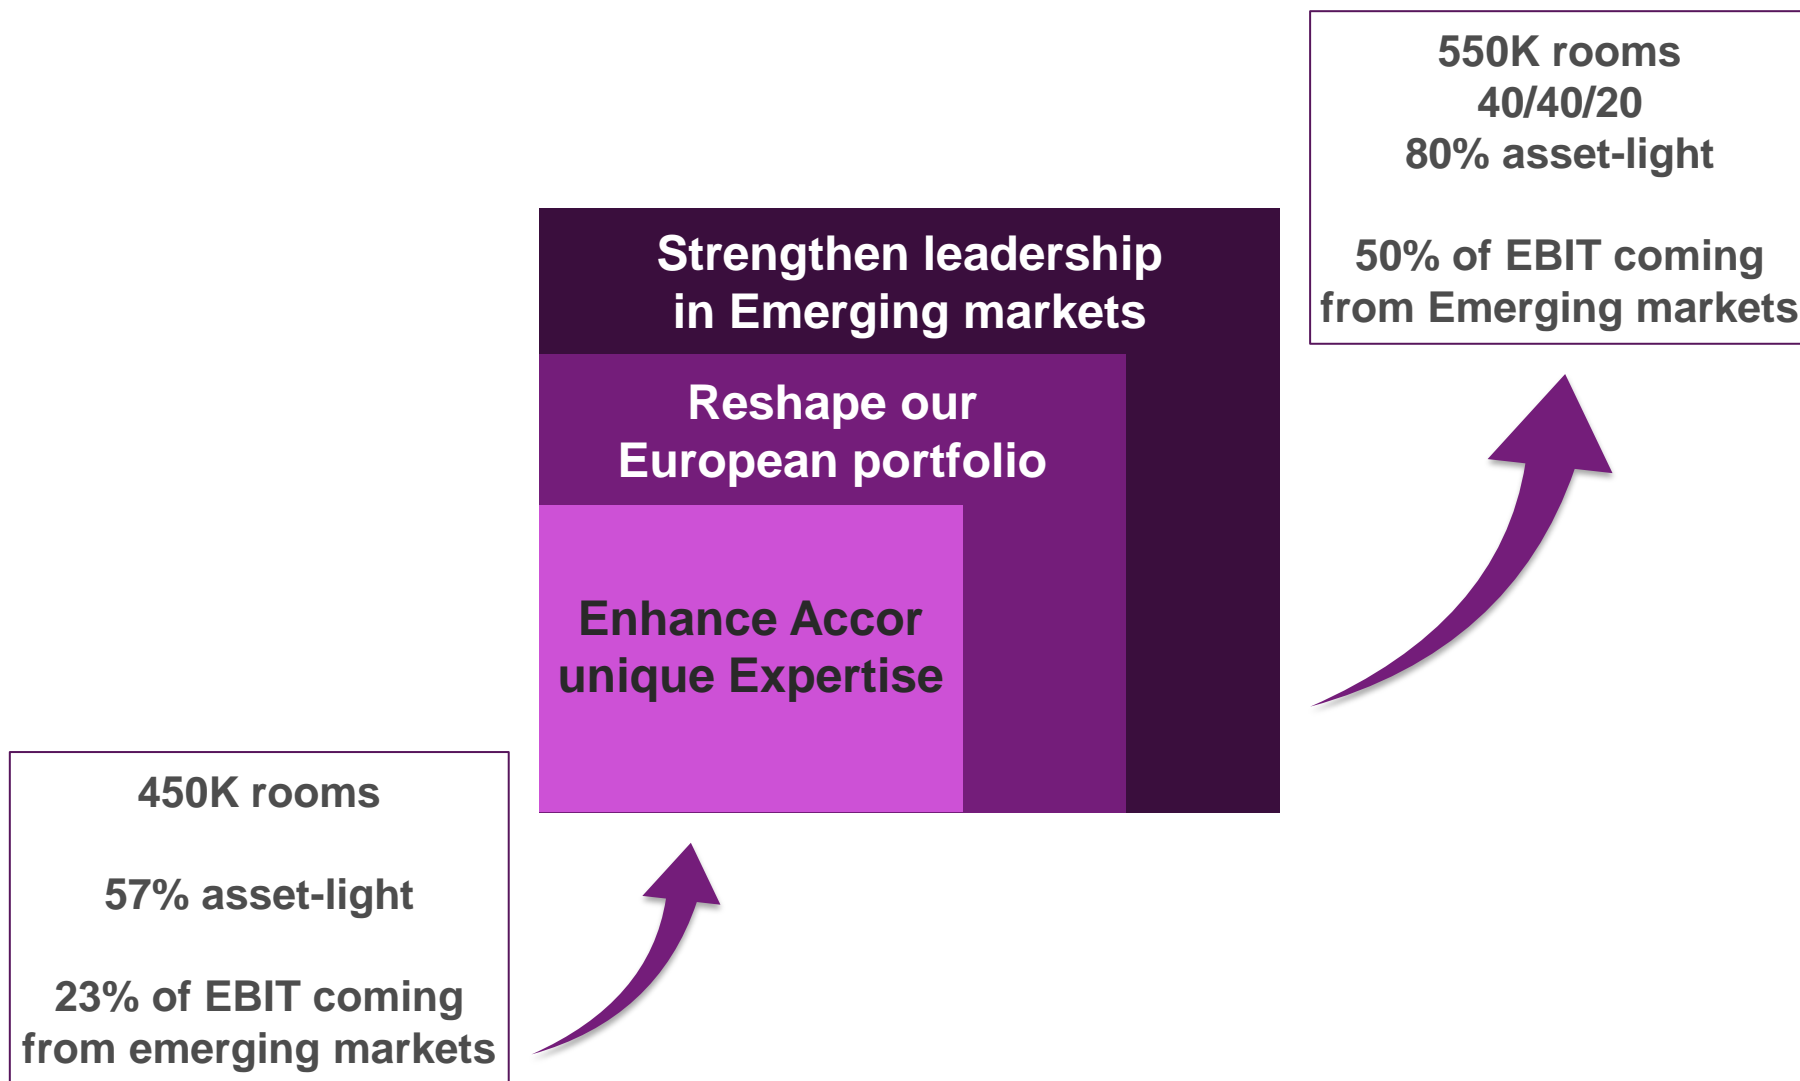 550K rooms
40/40/20
80% asset-light
50% of EBIT coming
from Emerging markets
Strengthen leadership
in Emerging markets
Reshape our
European portfolio
Enhance Accor
unique Expertise
450K rooms
57% asset-light
23% of EBIT coming
from emerging markets